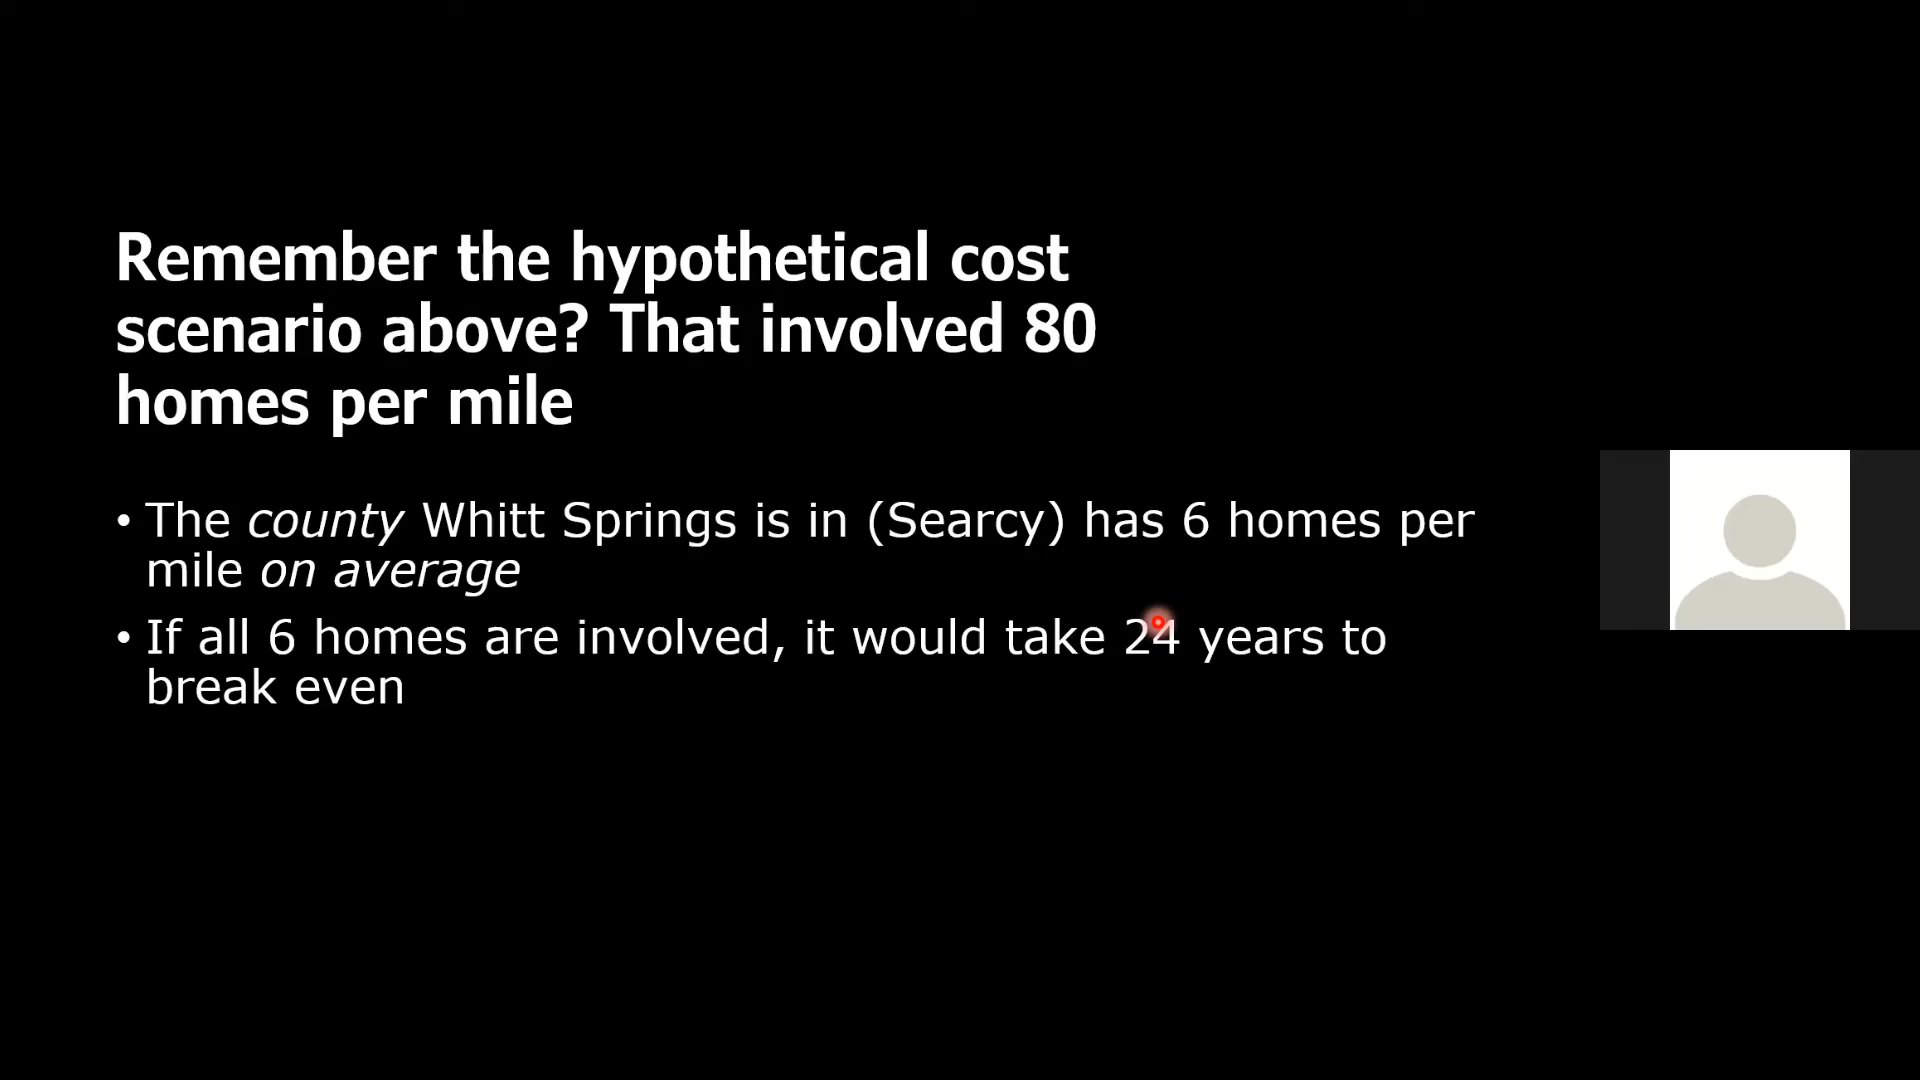 Remember the hypothetical cost
scenario above? That involved 80
homes per mile
• The county Whitt Springs is in (Searcy) has 6 homes per
mile on average
• If all 6 homes are involved, it would take 24 years to
break even